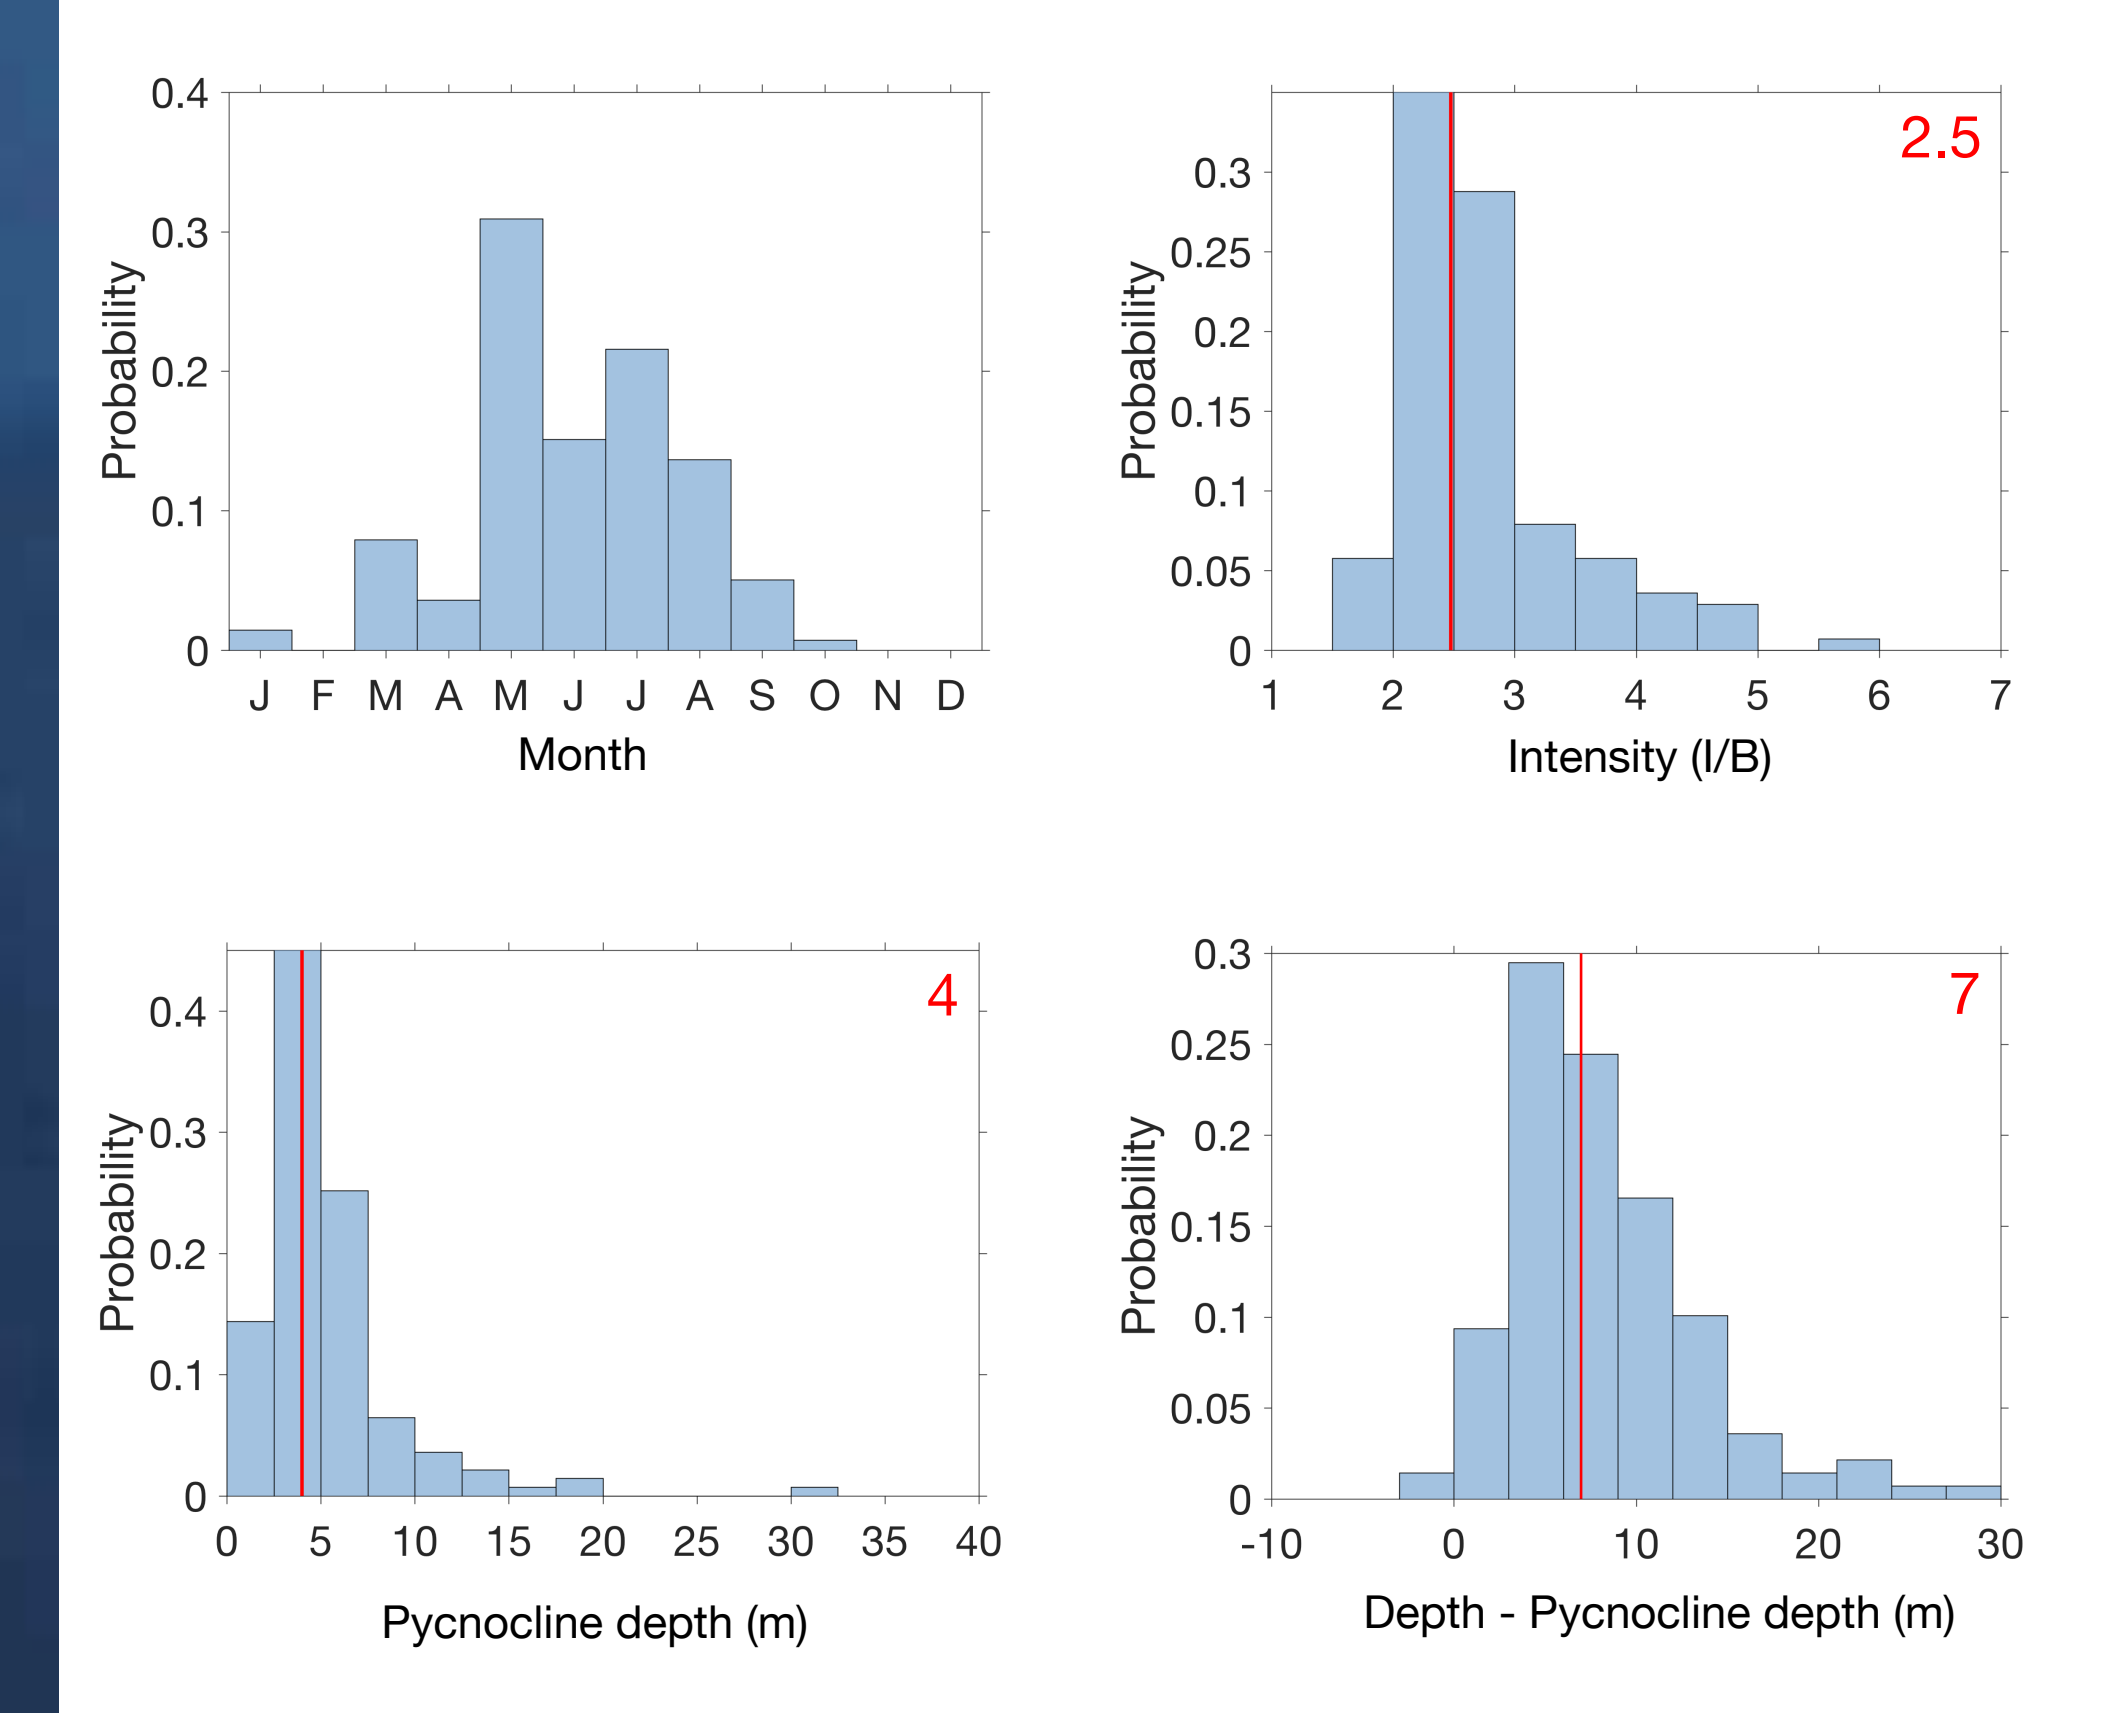 0.4
0.3
0.2
0.1
0
Probability
J F M A M J J A S O N D
Month
2.5
0.3
0.25
0.2
0.15
0.1
0.05
0
Probability
1 2 3 4 5 6 7
Intensity (I/B)
4
0.4
0.3
0.2
0.1
0
Probability
0 5 10 15 20 25 30 35 40
Pycnocline depth (m)
7
0.3
0.25
0.2
0.15
0.1
0.05
0
Probability
-10 0 10 20 30
Depth - Pycnocline depth (m)